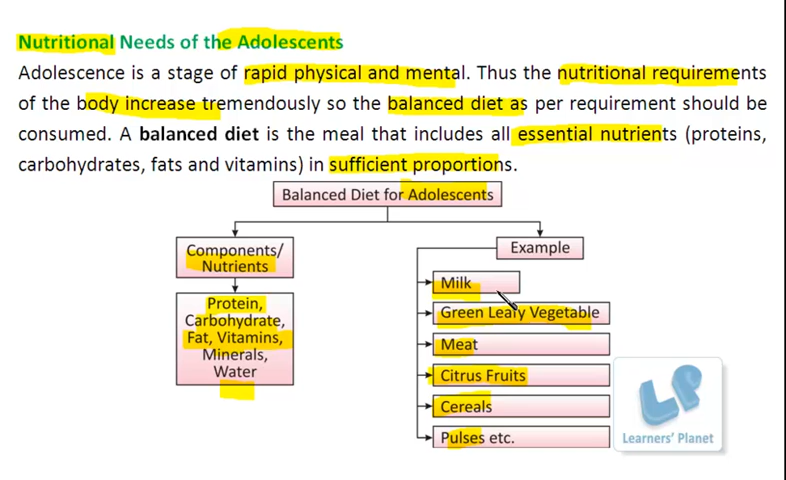 Nutritional Needs of the Adolescents
Adolescence is a stage of rapid physical and mental. Thus the nutritional requirements
of the body increase tremendously so the balanced diet as per requirement should be
consumed. A balanced diet is the meal that includes all essential nutrients (proteins,
carbohydrates, fats and vitamins) in sufficient proportions.
Balanced Diet for Adolescents
Components/
Nutrients
Protein,
Carbohydrate,
Fat, Vitamins,
Minerals,
Water
Example
Milk
Green Leafy Vegetable
Meat
Citrus Fruits
Cereals
Pulses etc.
LP
Learners' Planet